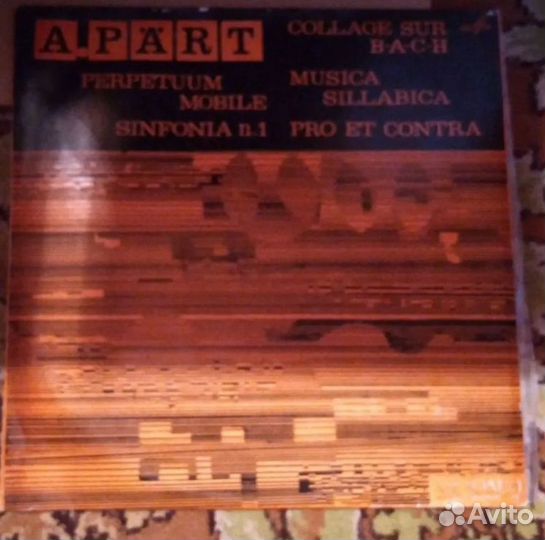 A.PÄRT
COLLAGE SUR
B·A·C·H
PERPETUUM
MOBILE
MUSICA
SILLABICA
SINFONIA n.1
PRO ET CONTRA
Avito